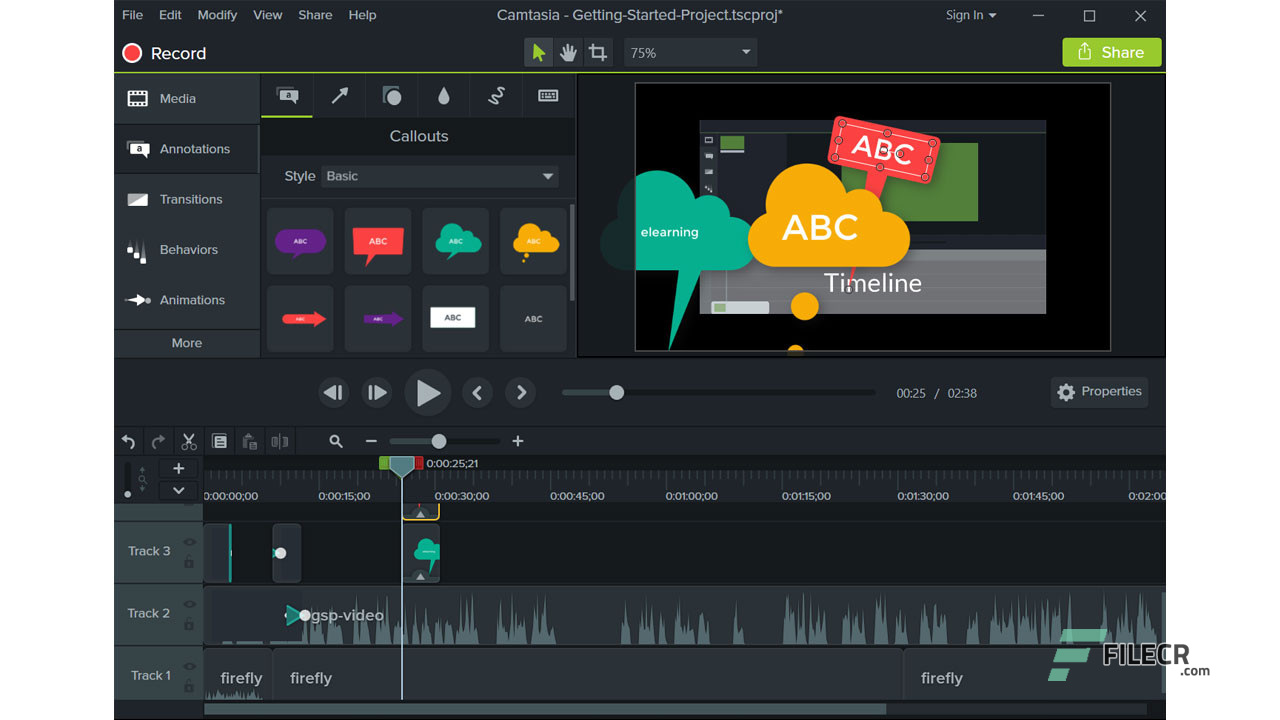 File Edit Modify View Share Help
Camtasia - Getting-Started-Project.tscproj*
Sign In
Record
75%
Share
Media
Annotations
Transitions
Behaviors
Animations
More
a
Callouts
Style Basic
ABC ABC ABC ABC
ABC ABC ABC ABC
ABC
elearning
ABC
Timeline
00:25 / 02:38
Properties
0:00:25;21
0:00:00;00 0:00:15;00 0:00:30;00 0:00:45;00 0:01:00;00 0:01:15;00 0:01:30;00 0:01:45;00 0:02:00
Track 3
Track 2
gsp-video
Track 1
firefly firefly firefly
FILECR
.com